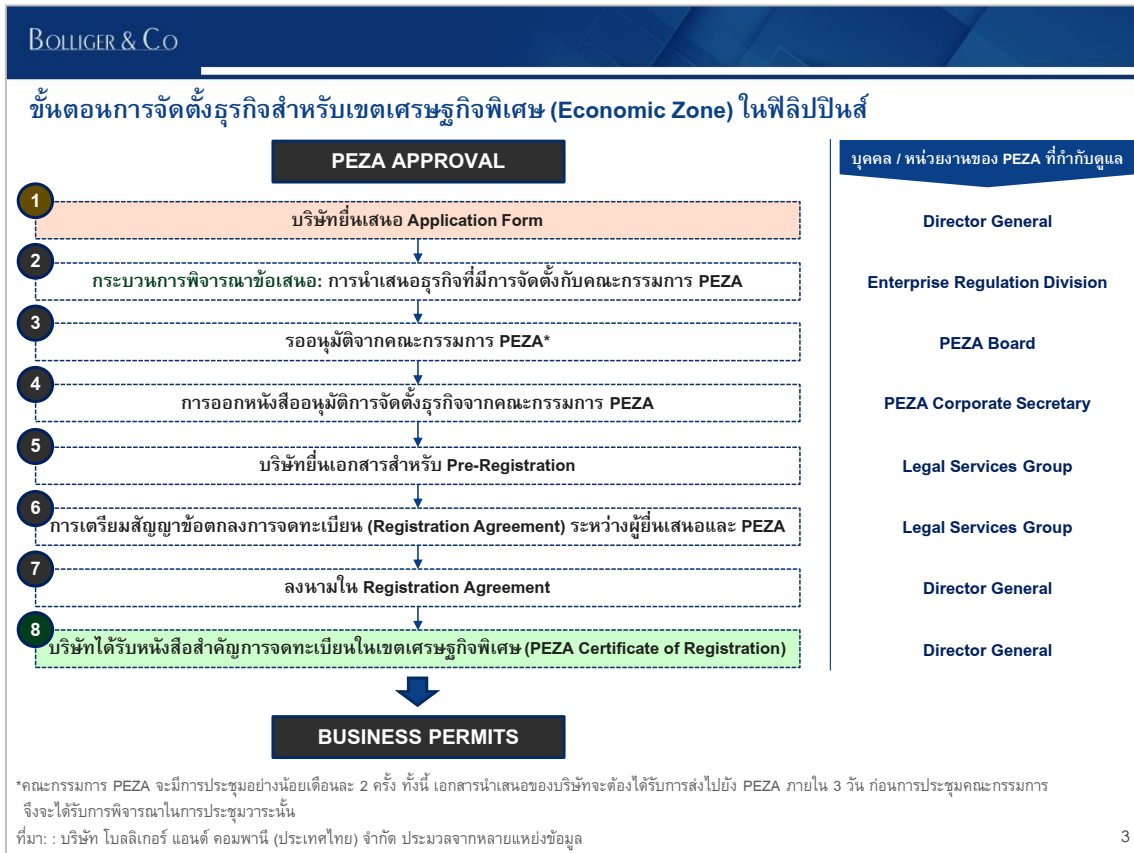 BOLLIGER & CO
ขั้นตอนการจัดตั้งธุรกิจสำหรับเขตเศรษฐกิจพิเศษ (Economic Zone) ในฟิลิปปินส์
PEZA APPROVAL
บุคคล / หน่วยงานของ PEZA ที่กำกับดูแล
1
บริษัทยื่นเสนอ Application Form
Director General
2
กระบวนการพิจารณาข้อเสนอ: การนำเสนอธุรกิจที่มีการจัดตั้งกับคณะกรรมการ PEZA
Enterprise Regulation Division
3
รออนุมัติจากคณะกรรมการ PEZA*
PEZA Board
4
การออกหนังสืออนุมัติการจัดตั้งธุรกิจจากคณะกรรมการ PEZA
PEZA Corporate Secretary
5
บริษัทยื่นเอกสารสำหรับ Pre-Registration
Legal Services Group
6
การเตรียมสัญญาข้อตกลงการจดทะเบียน (Registration Agreement) ระหว่างผู้ยื่นเสนอและ PEZA
Legal Services Group
7
ลงนามใน Registration Agreement
Director General
8
บริษัทได้รับหนังสือสำคัญการจดทะเบียนในเขตเศรษฐกิจพิเศษ (PEZA Certificate of Registration)
Director General
BUSINESS PERMITS
*คณะกรรมการ PEZA จะมีการประชุมอย่างน้อยเดือนละ 2 ครั้ง ทั้งนี้ เอกสารนำเสนอของบริษัทจะต้องได้รับการส่งไปยัง PEZA ภายใน 3 วัน ก่อนการประชุมคณะกรรมการ
จึงจะได้รับการพิจารณาในการประชุมวาระนั้น
ที่มา: : บริษัท โบลลิเกอร์ แอนด์ คอมพานี (ประเทศไทย) จำกัด ประมวลจากหลายแหล่งข้อมูล
3